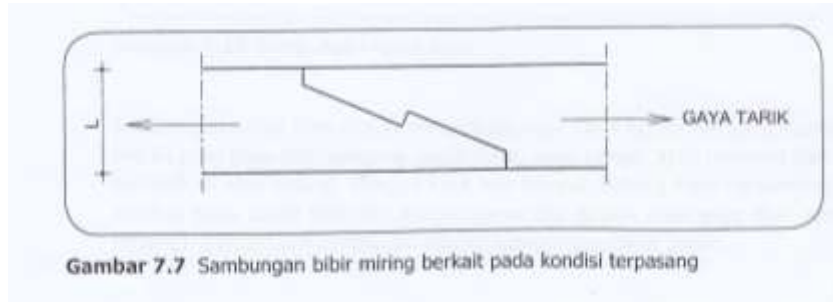 L
GAYA TARIK
Gambar 7.7 Sambungan bibir miring berkait pada kondisi terpasang